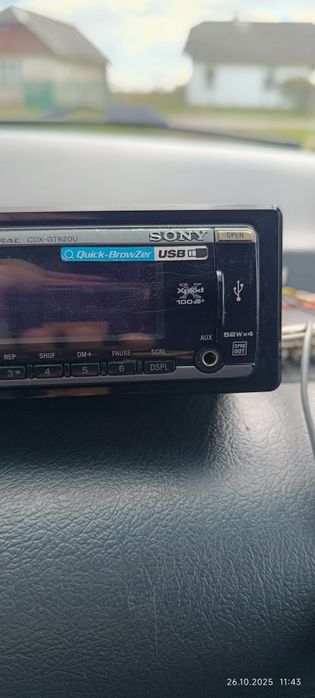 RAC CDX-GT620U SONY OPEN
Quick-BrowZer USB
Xplod
100dB+
AUX 52W×4
REP SHUF DM+ PAUSE SCRL
3 4 5 6 DSPL
26.10.2025 11:43